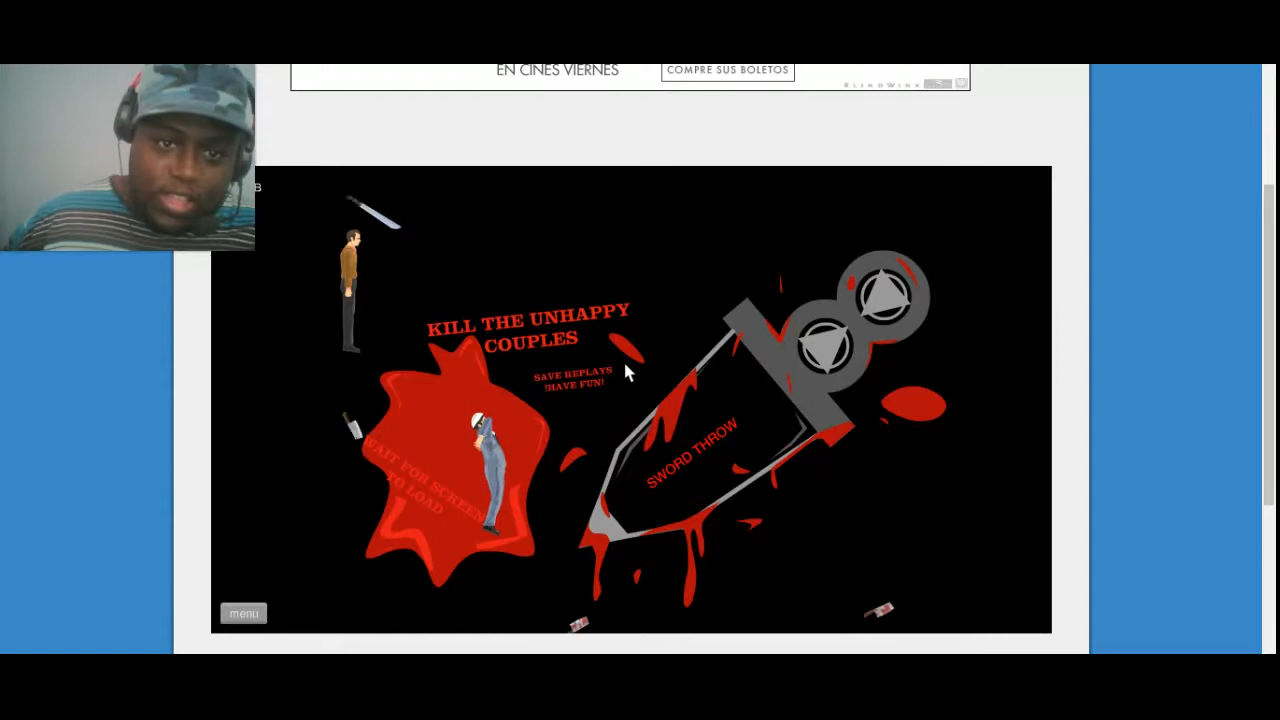 EN CINES VIERNES
COMPRE SUS BOLETOS
BLINDWINK
B
KILL THE UNHAPPY
COUPLES
SAVE REPLAYS
!HAVE FUN!
WAIT FOR SCREEN
TO LOAD
SWORD THROW
menu